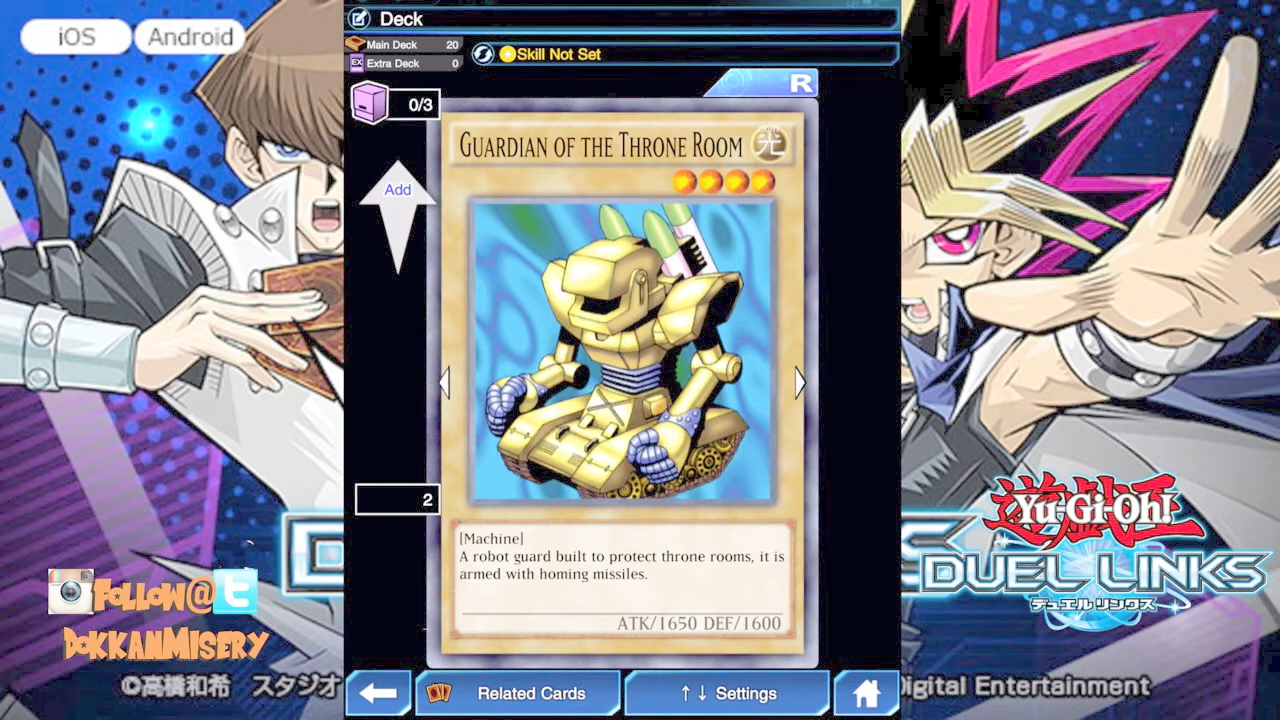 iOS
Android
Deck
Main Deck 20
EX Extra Deck 0
Skill Not Set
R
0/3
GUARDIAN OF THE THRONE ROOM 光
Add
2
[Machine]
A robot guard built to protect throne rooms, it is
armed with homing missiles.
ATK/1650 DEF/1600
Related Cards
↑↓ Settings
FOLLOW@
DOKKANMISERY
©高橋和希 スタジオ
遊戯王
Yu-Gi-Oh!
DUEL LINKS
デュエルリンクス
Digital Entertainment